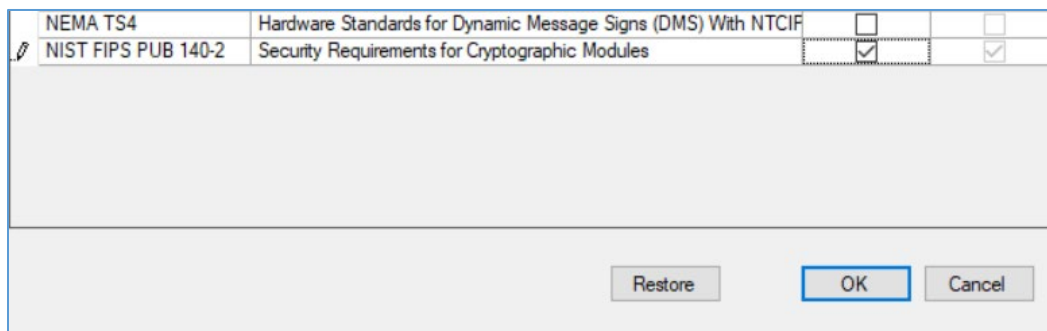 NEMA TS4 Hardware Standards for Dynamic Message Signs (DMS) With NTCIF
NIST FIPS PUB 140-2 Security Requirements for Cryptographic Modules
Restore OK Cancel